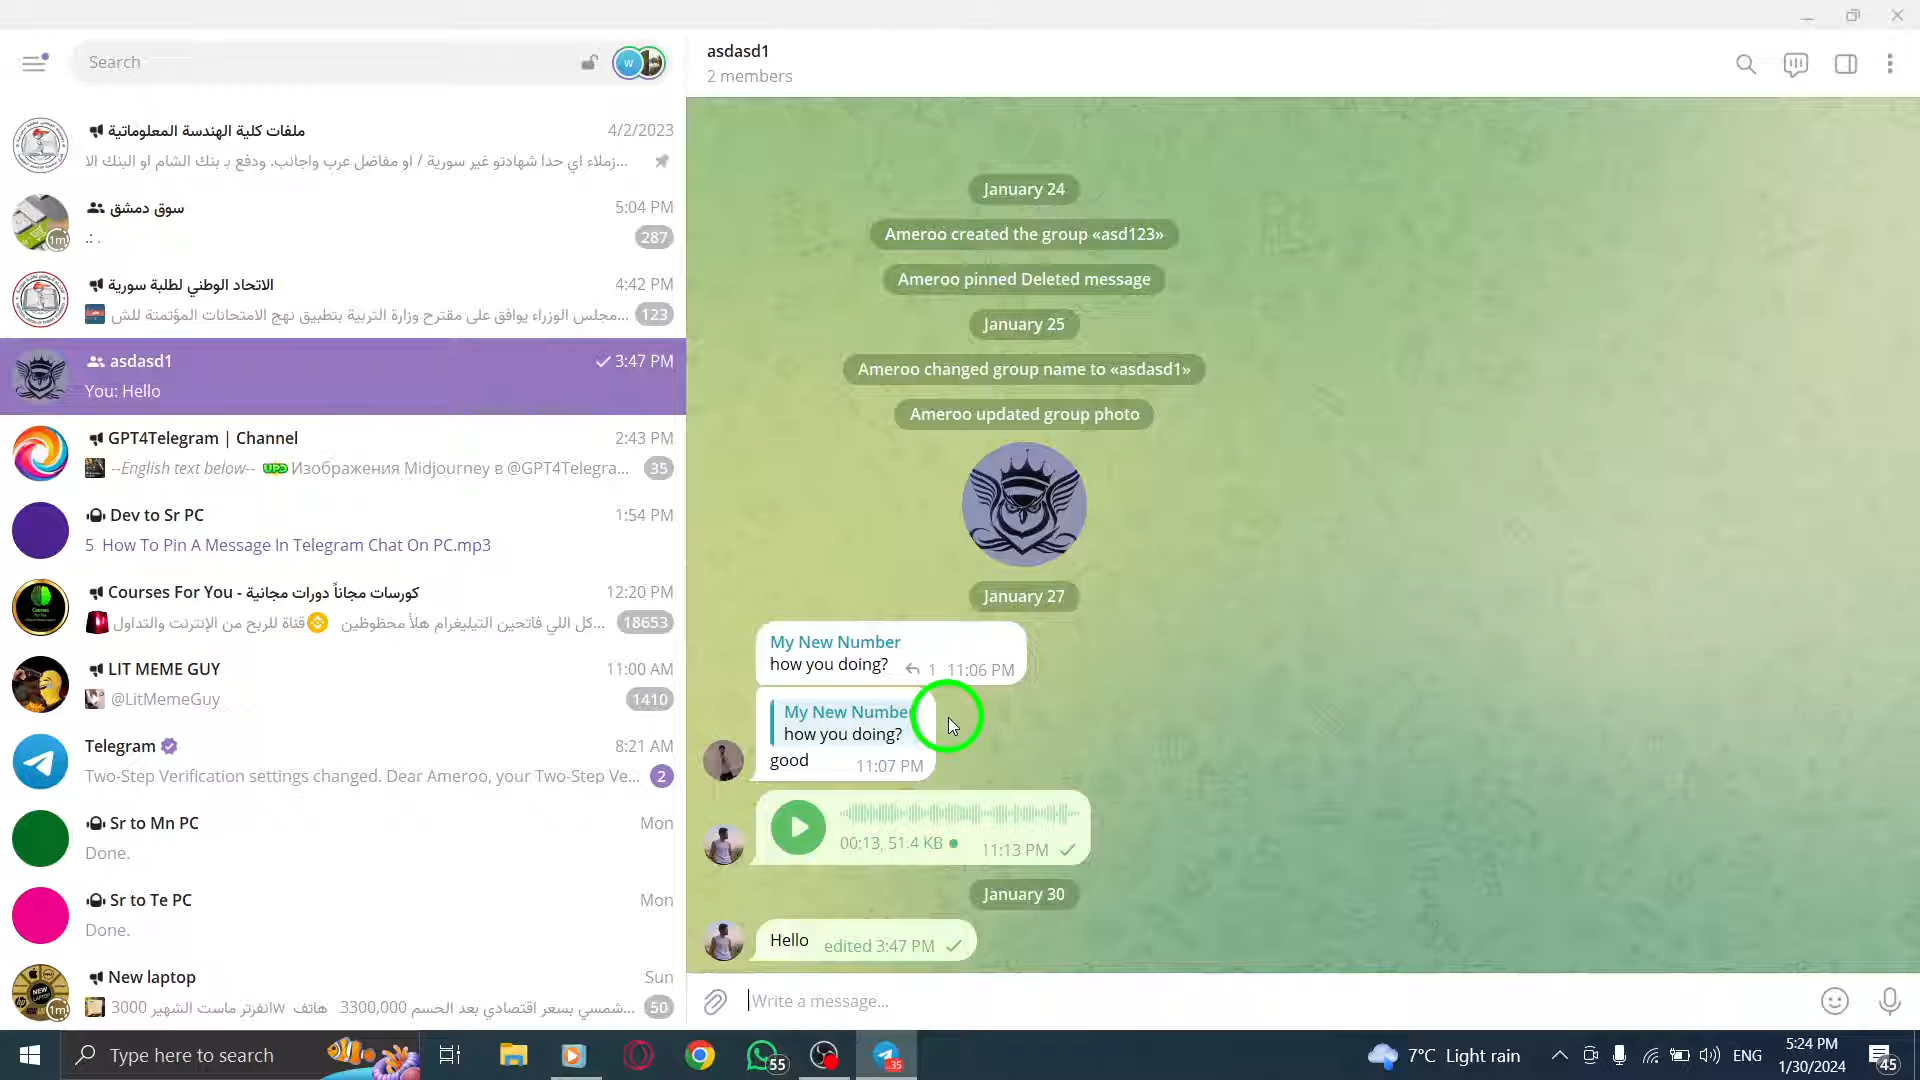 Search
W
ملفات كلية الهندسة المعلوماتية
4/2/2023
زملاء اي حدا شهادتو غير سورية / او مفاضل عرب واجانب. ودفع بـ بنك الشام او البنك الا...
سوق دمشق
5:04 PM
.: .
287
1m
الاتحاد الوطني لطلبة سورية
4:42 PM
مجلس الوزراء يوافق على مقترح وزارة التربية بتطبيق نهج الامتحانات المؤتمتة للش...
123
asdasd1
3:47 PM
You: Hello
GPT4Telegram | Channel
2:43 PM
--English text below-- UPD Изображения Midjourney в @GPT4Telegra...
35
Dev to Sr PC
1:54 PM
5 How To Pin A Message In Telegram Chat On PC.mp3
Courses For You - كورسات مجاناً دورات مجانية
12:20 PM
كل اللي فاتحين التيليغرام هلأ محظوظين قناة للربح من الإنترنت والتداول...
18653
LIT MEME GUY
11:00 AM
@LitMemeGuy
1410
Telegram
8:21 AM
Two-Step Verification settings changed. Dear Ameroo, your Two-Step Ve...
2
Sr to Mn PC
Mon
Done.
Sr to Te PC
Mon
Done.
New laptop
Sun
شمسي بسعر اقتصادي بعد الحسم 3300,000 هاتف wانفرتر ماست الشهير 3000...
50
1m
asdasd1
2 members
January 24
Ameroo created the group «asd123»
Ameroo pinned Deleted message
January 25
Ameroo changed group name to «asdasd1»
Ameroo updated group photo
January 27
My New Number
how you doing? 1 11:06 PM
My New Number
how you doing?
good 11:07 PM
00:13, 51.4 KB 11:13 PM
January 30
Hello edited 3:47 PM
Write a message...
Type here to search
55
35
7°C Light rain
ENG
5:24 PM
1/30/2024
45